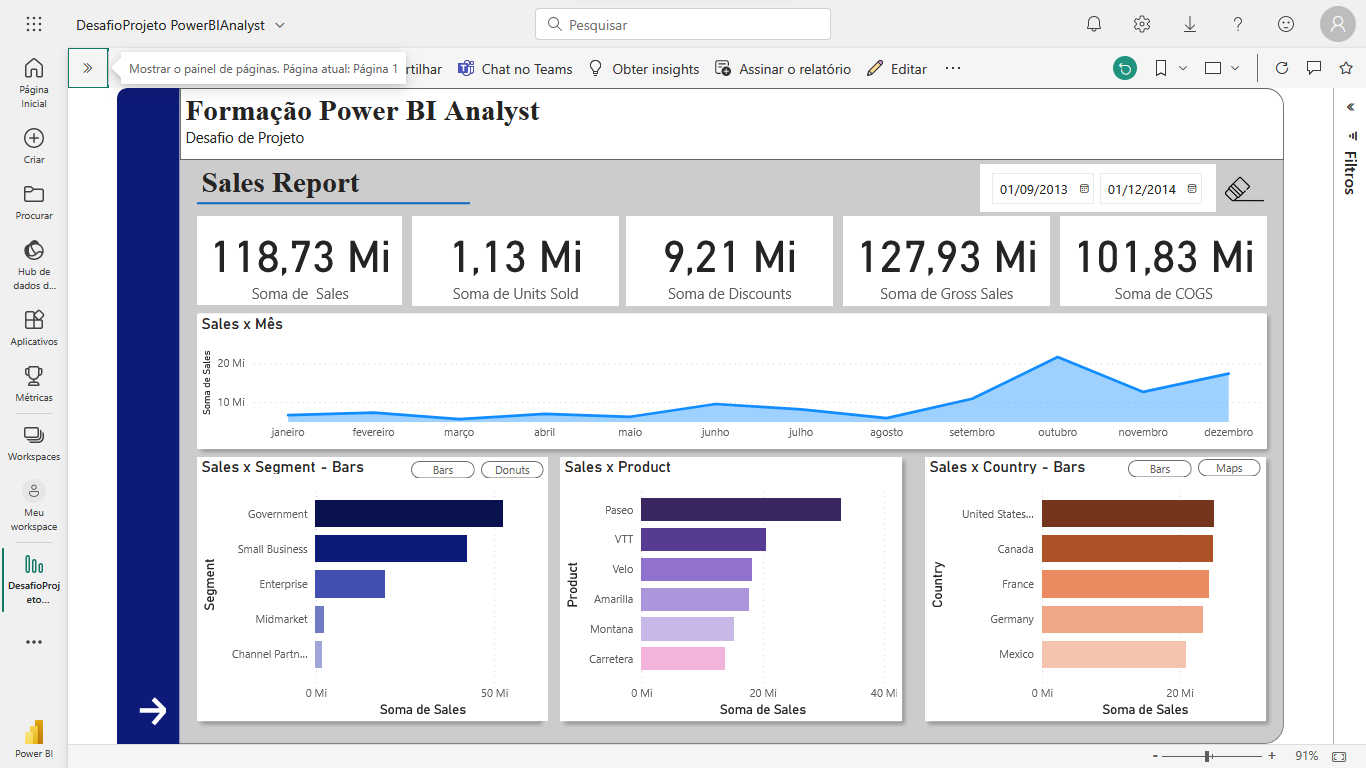 DesafioProjeto PowerBIAnalyst
Pesquisar
Mostrar o painel de páginas. Página atual: Página 1
rtilhar
Chat no Teams
Obter insights
Assinar o relatório
Editar
Página
Inicial
Criar
Procurar
Hub de
dados d...
Aplicativos
Métricas
Workspaces
Meu
workspace
DesafioProj
eto...
Power BI
Formação Power BI Analyst
Desafio de Projeto
Sales Report
01/09/2013
01/12/2014
Filtros
118,73 Mi
Soma de Sales
1,13 Mi
Soma de Units Sold
9,21 Mi
Soma de Discounts
127,93 Mi
Soma de Gross Sales
101,83 Mi
Soma de COGS
Sales x Mês
Soma de Sales
20 Mi
10 Mi
janeiro fevereiro março abril maio junho julho agosto setembro outubro novembro dezembro
Sales x Segment - Bars
Bars
Donuts
Segment
Government
Small Business
Enterprise
Midmarket
Channel Partn...
0 Mi 50 Mi
Soma de Sales
Sales x Product
Product
Paseo
VTT
Velo
Amarilla
Montana
Carretera
0 Mi 20 Mi 40 Mi
Soma de Sales
Sales x Country - Bars
Bars
Maps
Country
United States...
Canada
France
Germany
Mexico
0 Mi 20 Mi
Soma de Sales
- + 91%